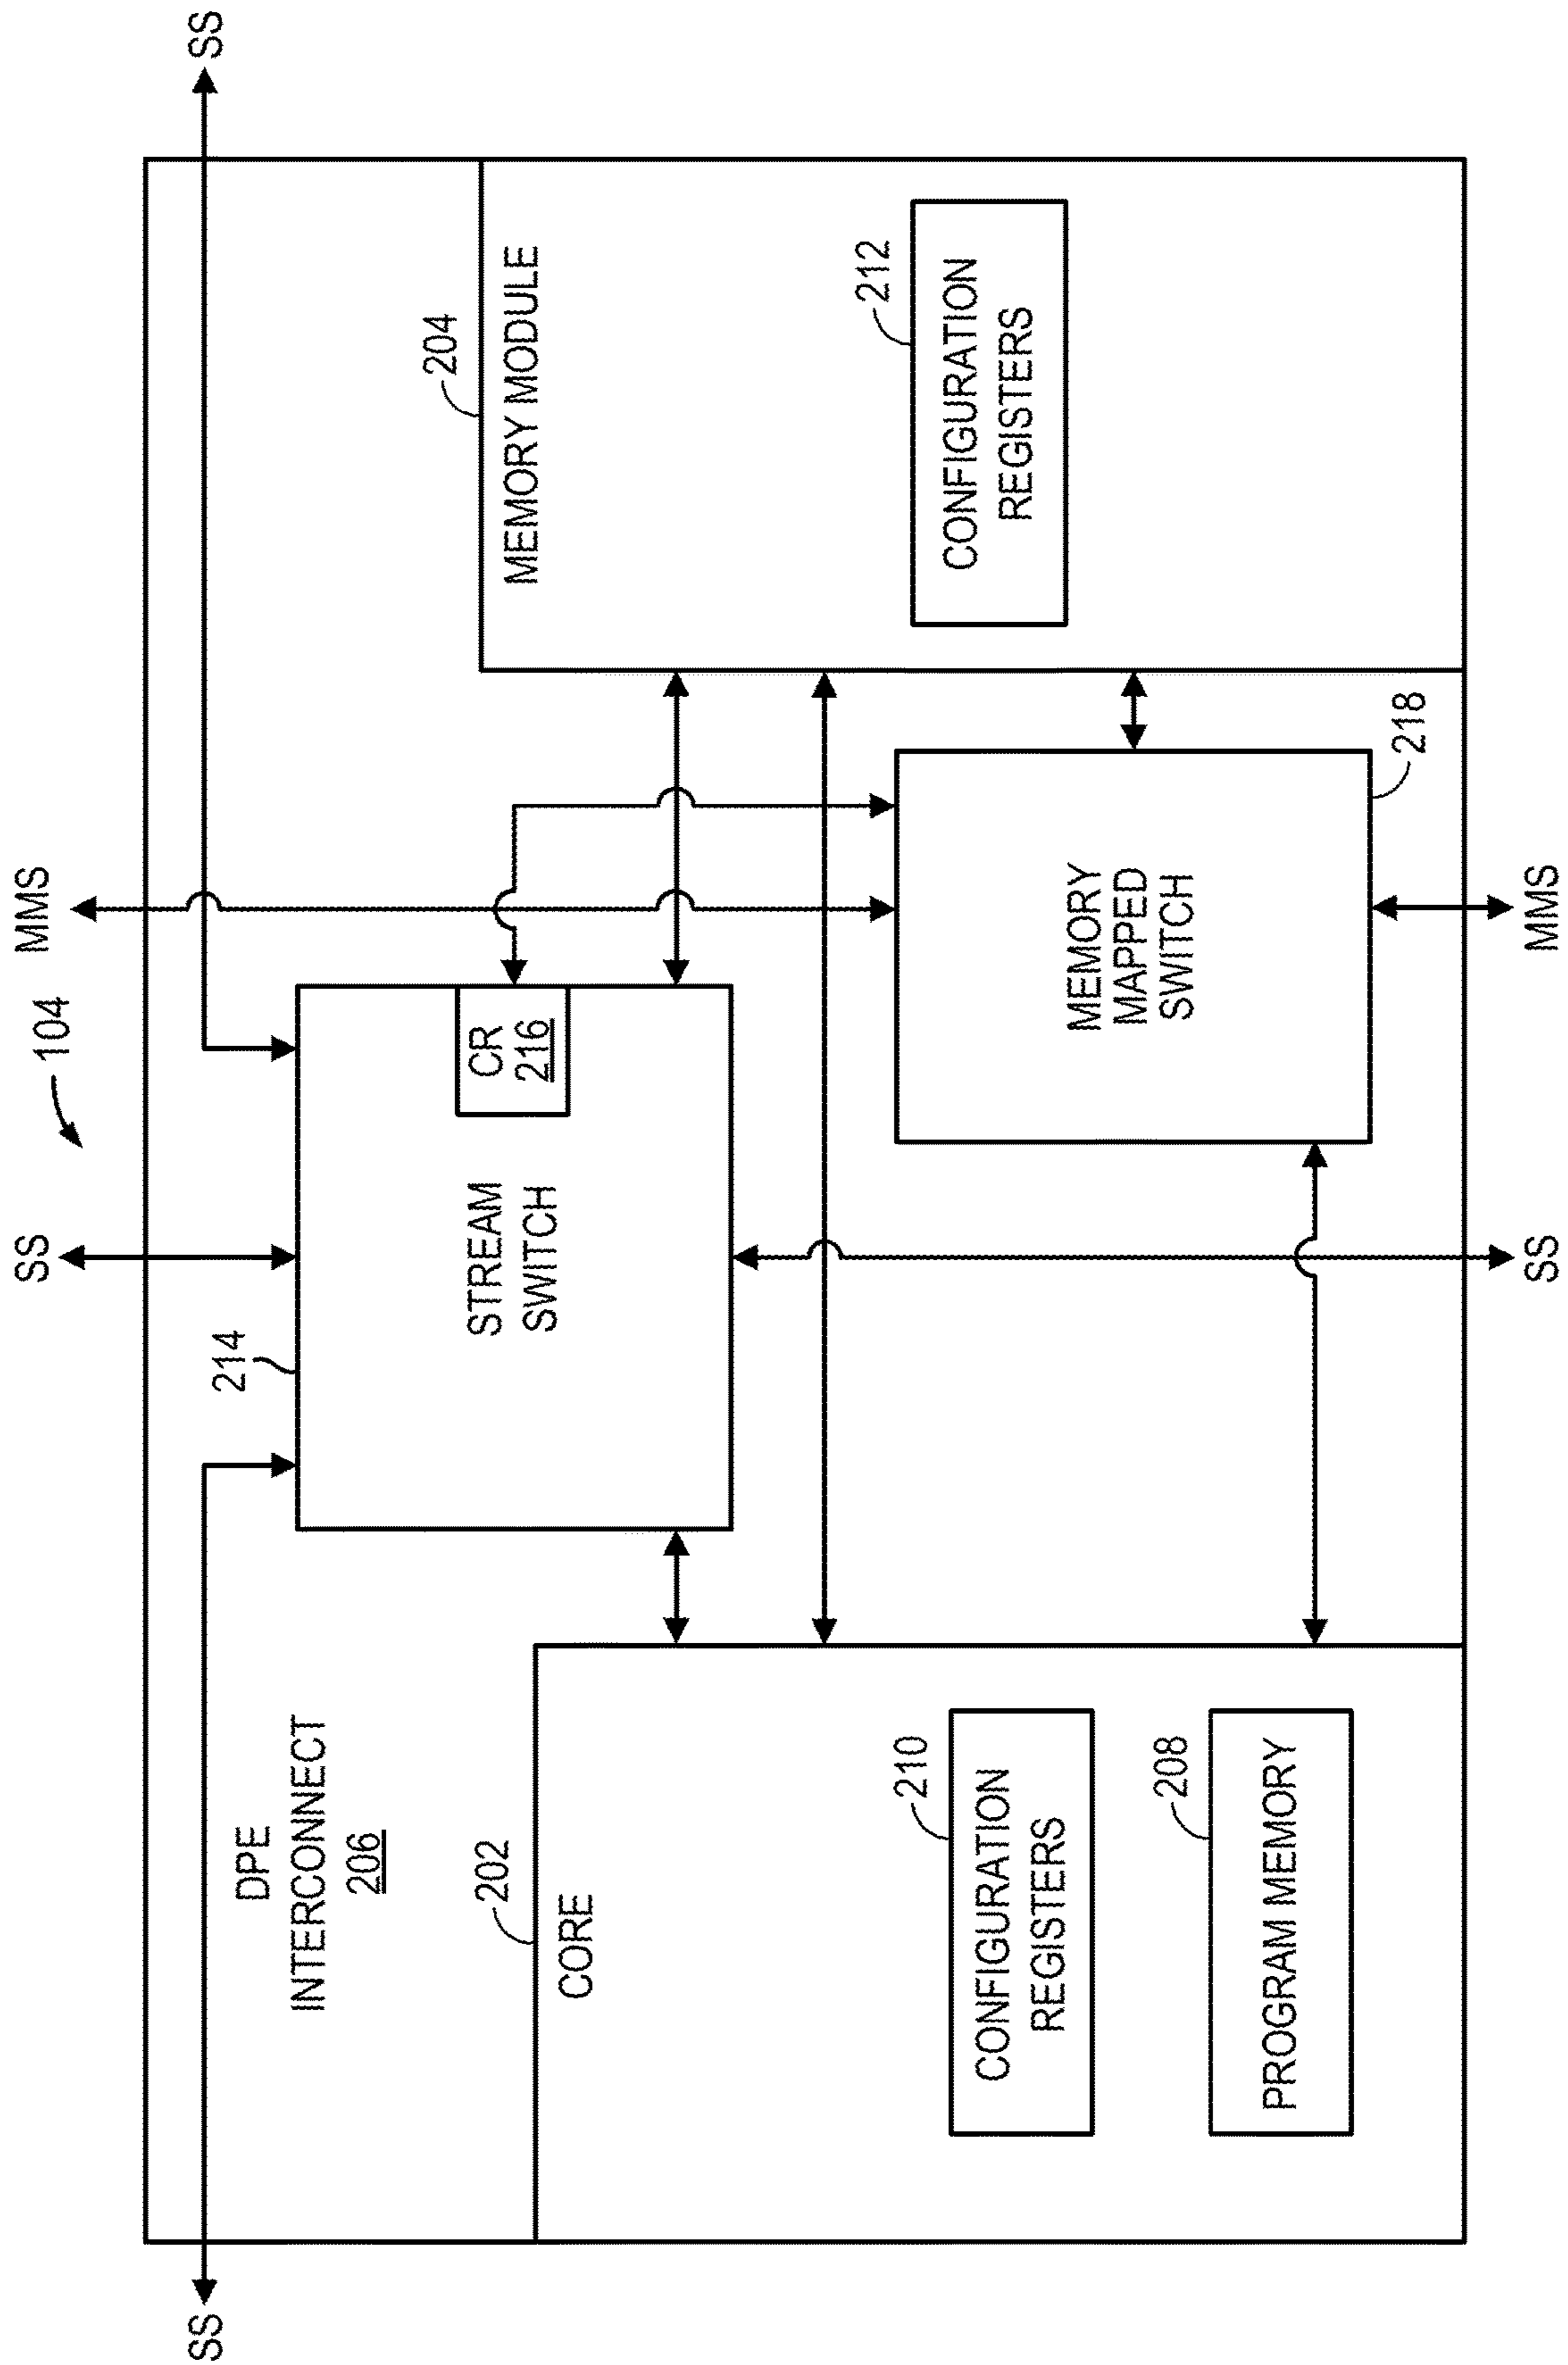 104
SS
MMS
SS
DPE
INTERCONNECT
206
214
STREAM
SWITCH
CR
216
SS
202
CORE
204
MEMORY MODULE
210
CONFIGURATION
REGISTERS
208
PROGRAM MEMORY
MEMORY
MAPPED
SWITCH
218
212
CONFIGURATION
REGISTERS
SS
MMS